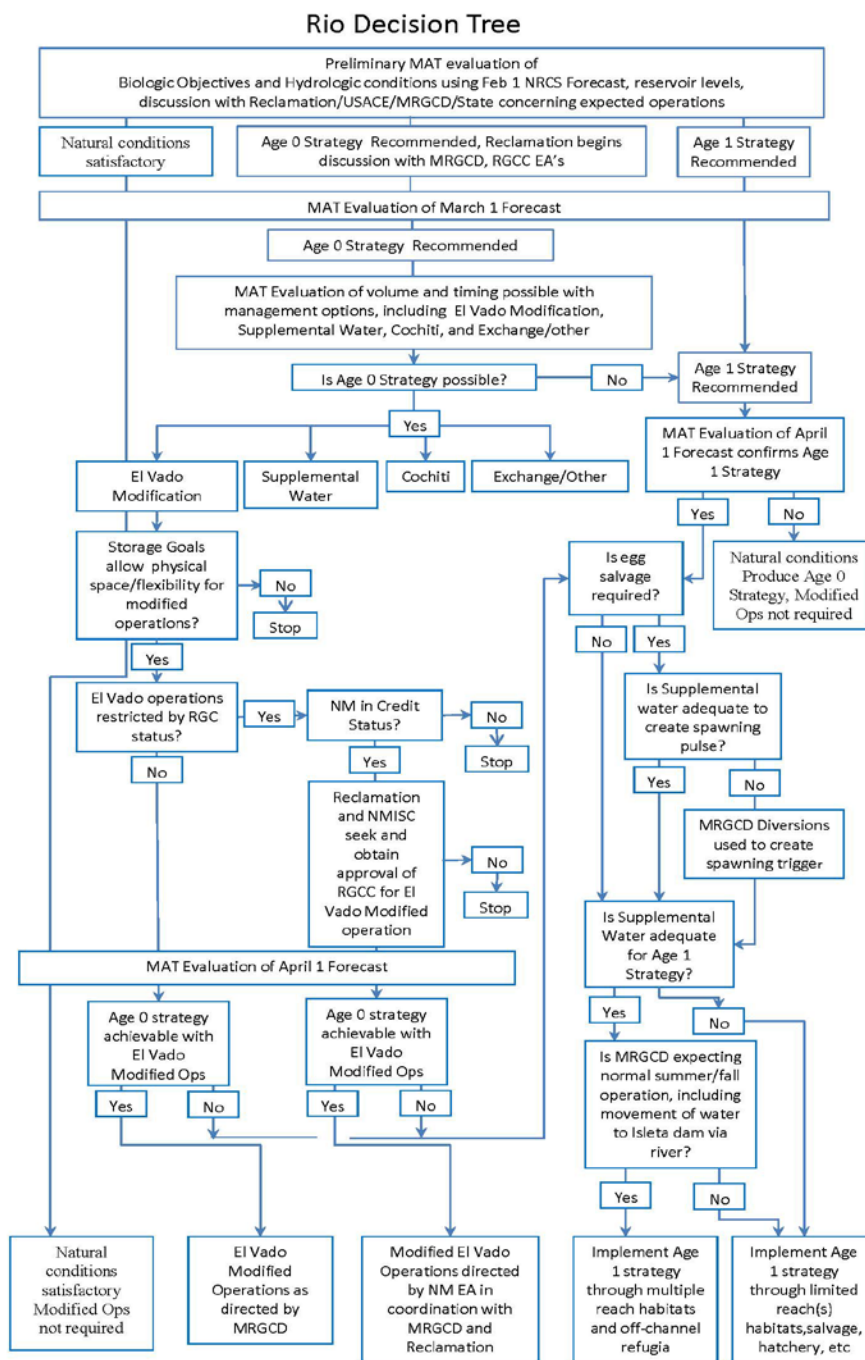 Rio Decision Tree
Preliminary MAT evaluation of
Biologic Objectives and Hydrologic conditions using Feb 1 NRCS Forecast, reservoir levels,
discussion with Reclamation/USACE/MRGCD/State concerning expected operations
Natural conditions
satisfactory
Age 0 Strategy Recommended, Reclamation begins
discussion with MRGCD, RGCC EA's
Age 1 Strategy
Recommended
MAT Evaluation of March 1 Forecast
Age 0 Strategy Recommended
MAT Evaluation of volume and timing possible with
management options, including El Vado Modification,
Supplemental Water, Cochiti, and Exchange/other
Is Age 0 Strategy possible?
No
Age 1 Strategy
Recommended
Yes
MAT Evaluation of April
1 Forecast confirms Age
1 Strategy
El Vado
Modification
Supplemental
Water
Cochiti
Exchange/Other
Yes
No
Storage Goals
allow physical
space/flexibility for
modified operations?
No
Stop
Is egg
salvage
required?
Natural conditions
Produce Age 0
Strategy, Modified
Ops not required
No
Yes
Yes
El Vado operations
restricted by RGC
status?
Yes
NM in Credit
Status?
No
Stop
Is Supplemental
water adequate to
create spawning
pulse?
No
Yes
Yes
No
Reclamation
and NMISC
seek and
obtain
approval of
RGCC for El
Vado Modified
operation
No
Stop
MRGCD Diversions
used to create
spawning trigger
Is Supplemental
Water adequate
for Age 1
Strategy?
MAT Evaluation of April 1 Forecast
Age 0 strategy
achievable with
El Vado
Modified Ops
Age 0 strategy
achievable with
El Vado
Modified Ops
Yes
No
Is MRGCD expecting
normal summer/fall
operation, including
movement of water
to Isleta dam via
river?
Yes
No
Yes
No
Yes
No
Natural
conditions
satisfactory
Modified Ops
not required
El Vado
Modified
Operations as
directed by
MRGCD
Modified El Vado
Operations directed
by NM EA in
coordination with
MRGCD and
Reclamation
Implement Age
1 strategy
through multiple
reach habitats
and off-channel
refugia
Implement Age
1 strategy
through limited
reach(s)
habitats,salvage,
hatchery, etc